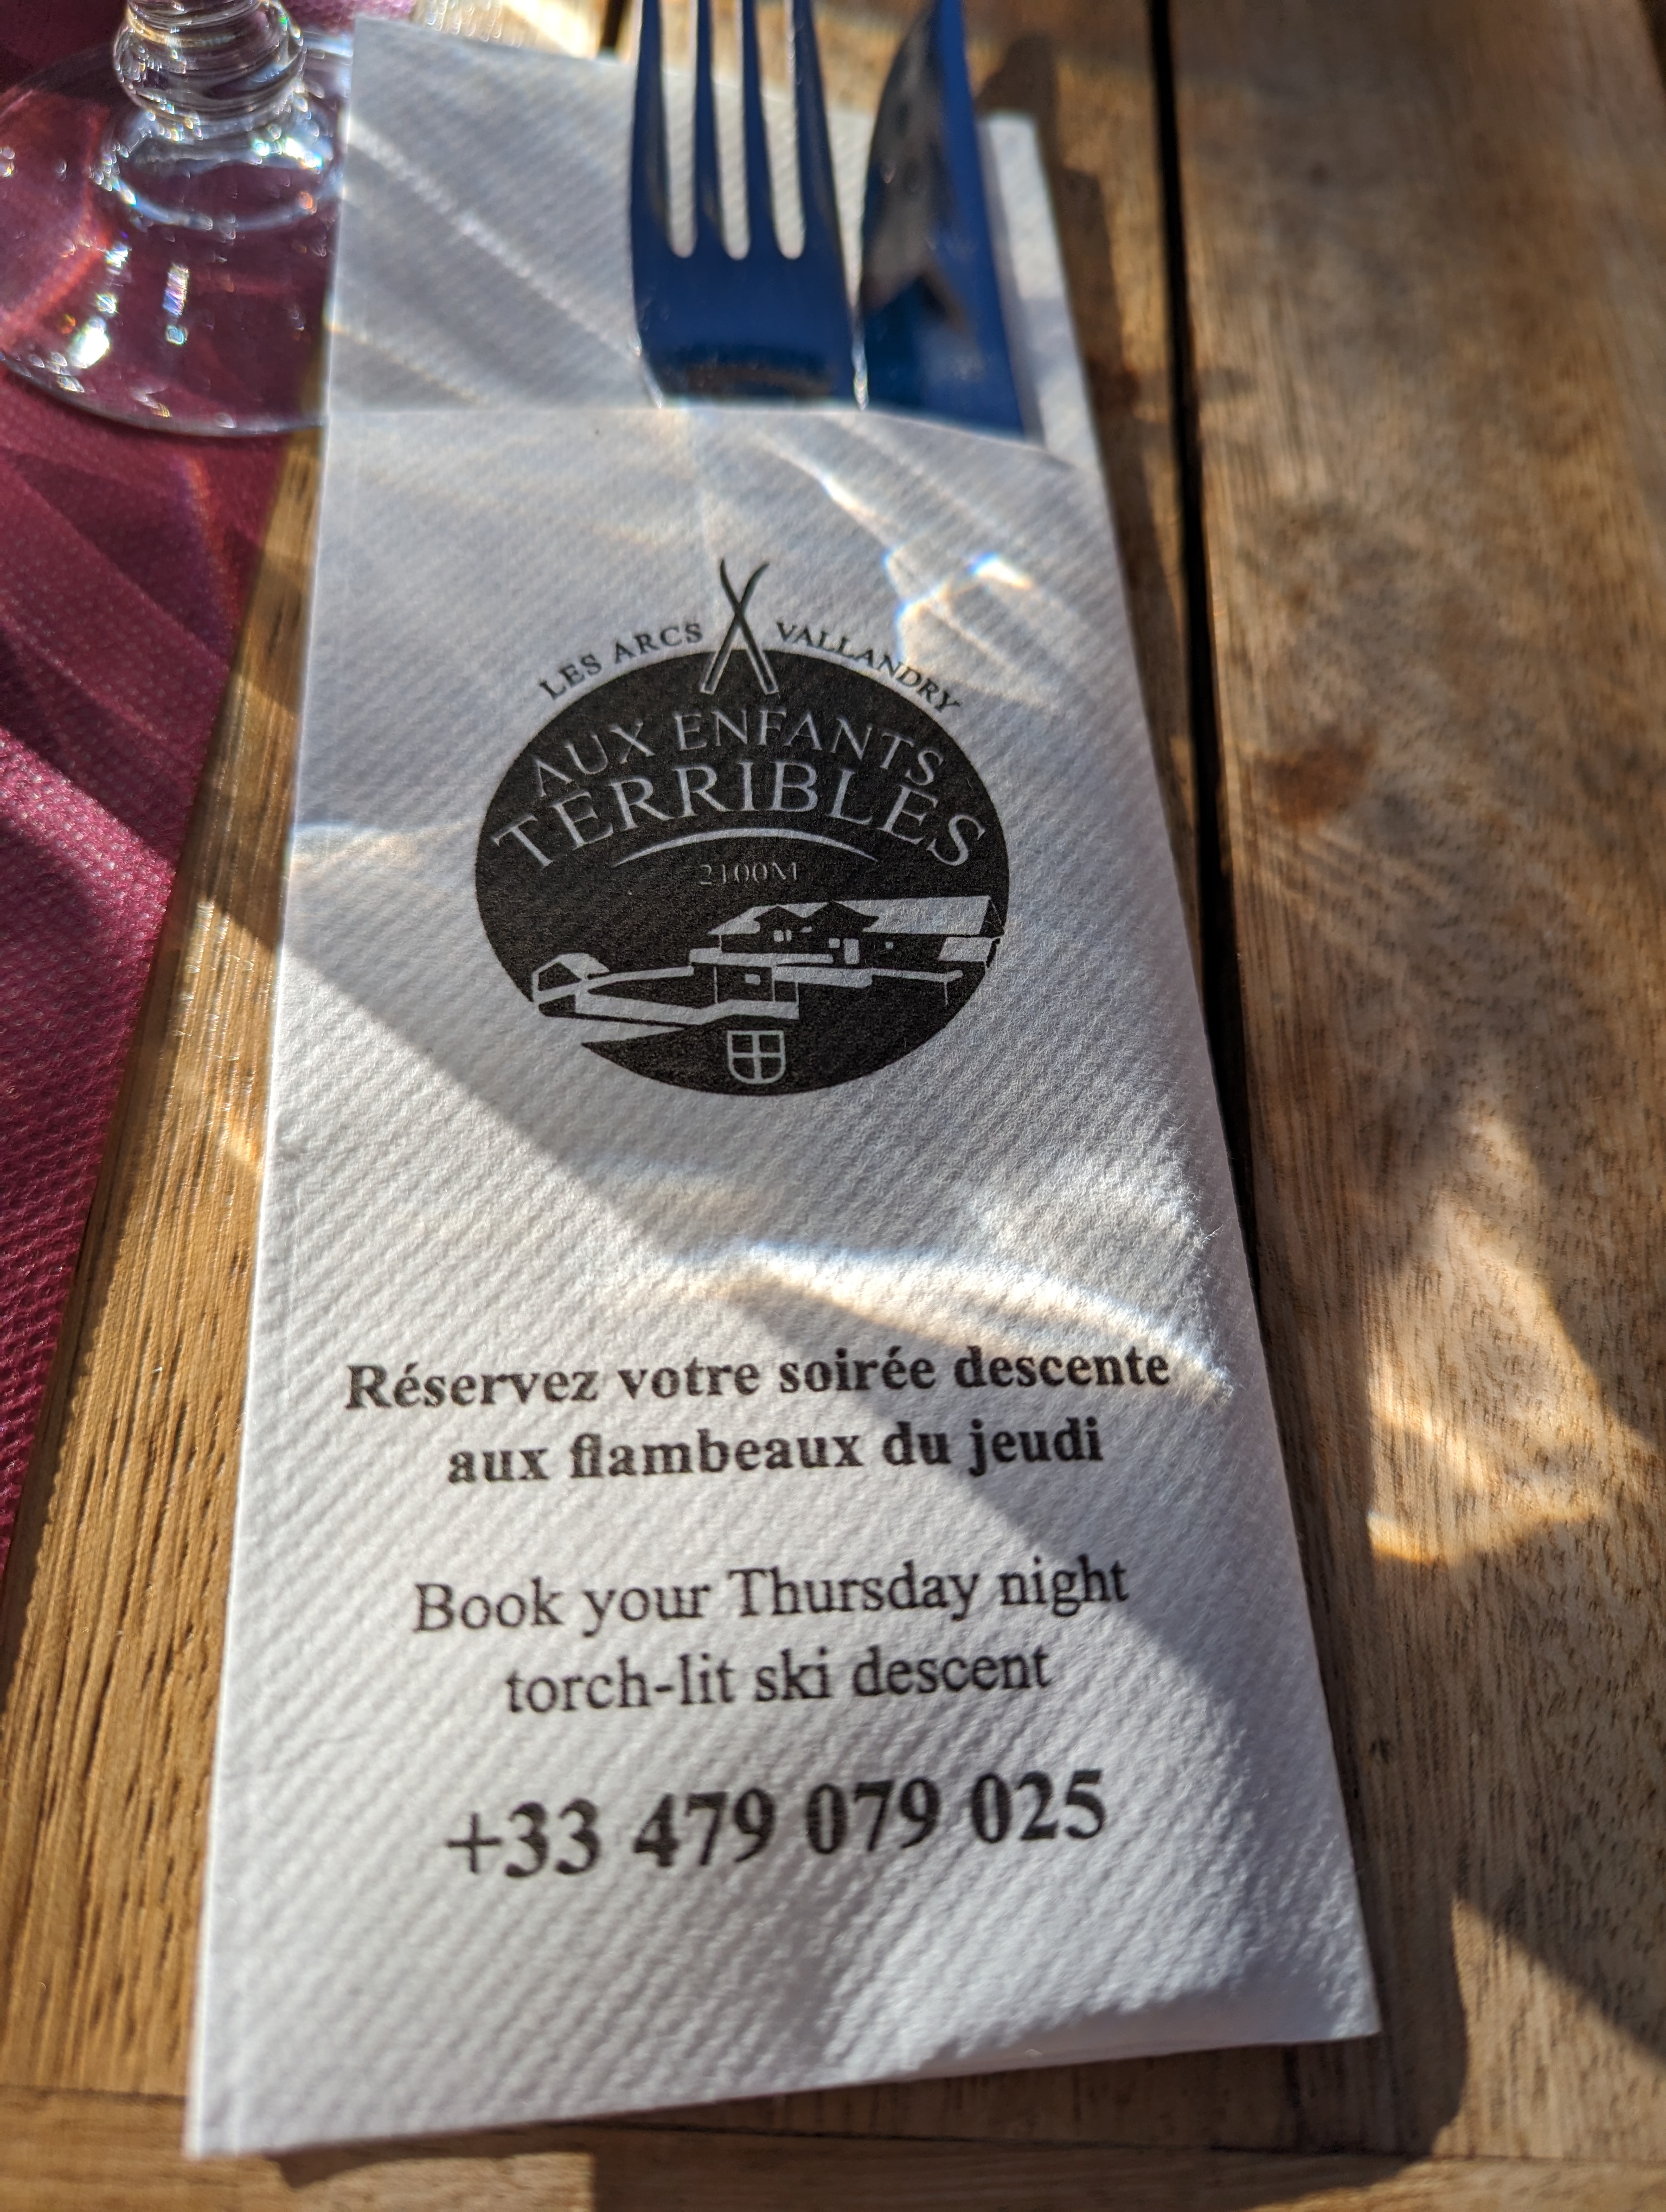 LES ARCS VALLANDRY
AUX ENFANTS
TERRIBLES
2100M
Réservez votre soirée descente
aux flambeaux du jeudi
Book your Thursday night
torch-lit ski descent
+33 479 079 025